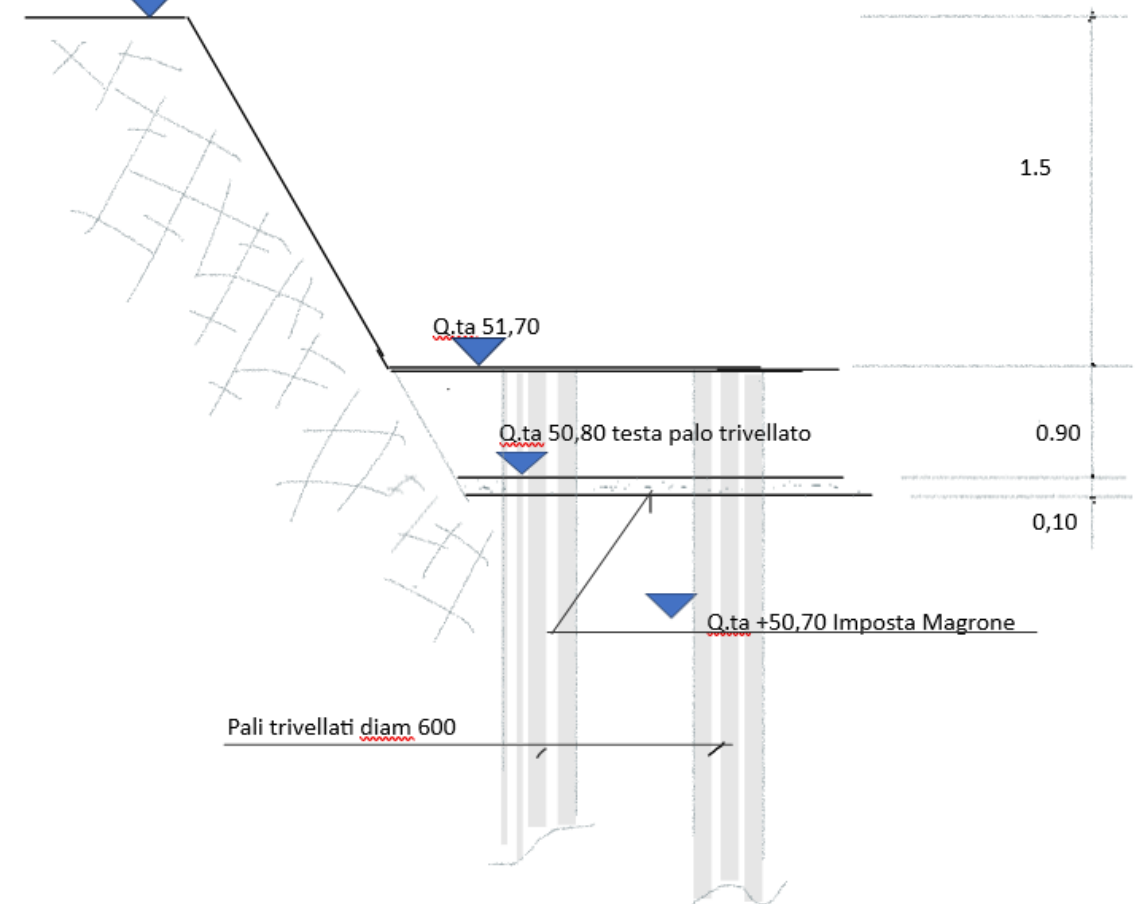 1.5
Q.ta 51,70
Q.ta 50,80 testa palo trivellato
0.90
0,10
Q.ta +50,70 Imposta Magrone
Pali trivellati diam 600